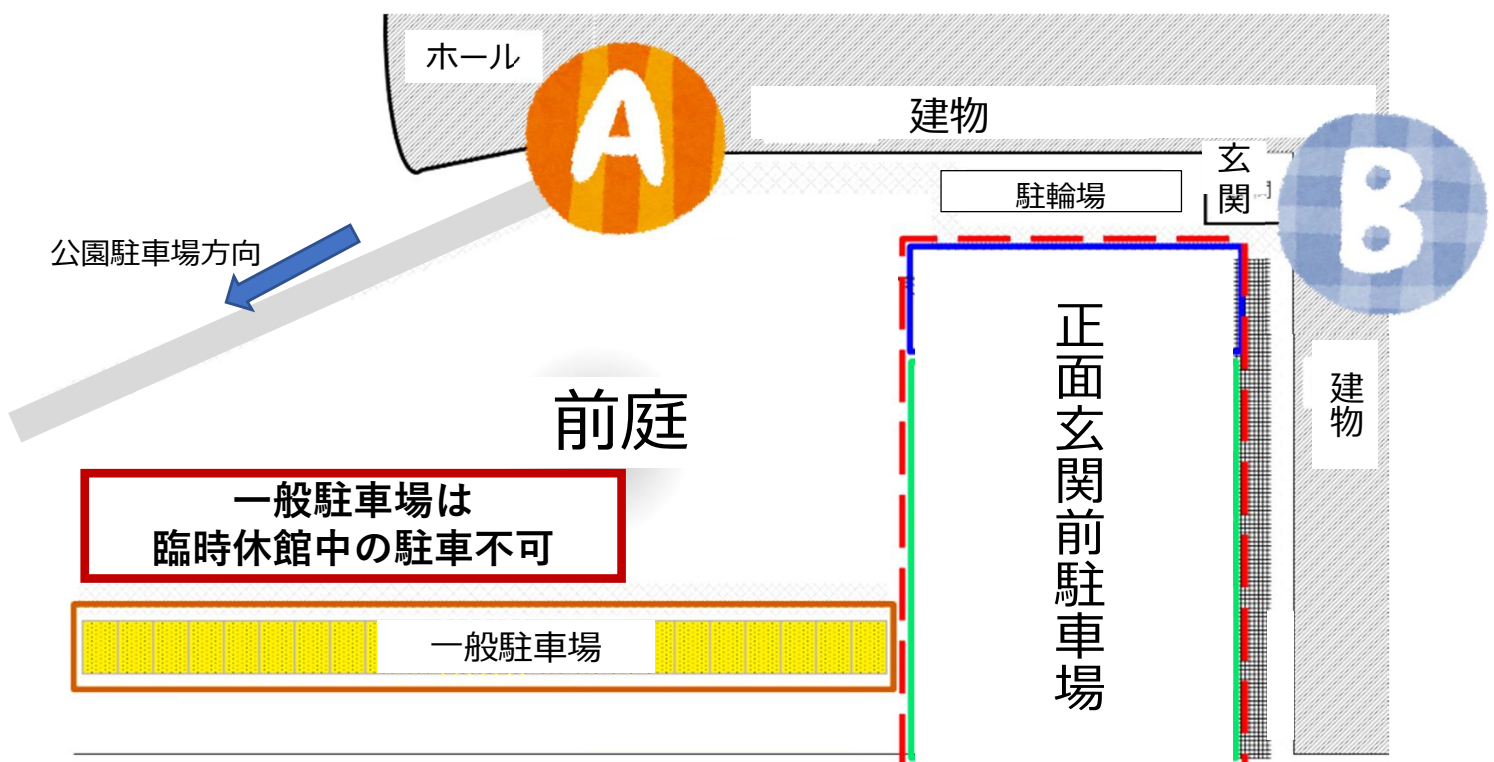 ホール
A
建物
玄関
B
駐輪場
公園駐車場方向
正面玄関前駐車場
建物
前庭
一般駐車場は
臨時休館中の駐車不可
一般駐車場